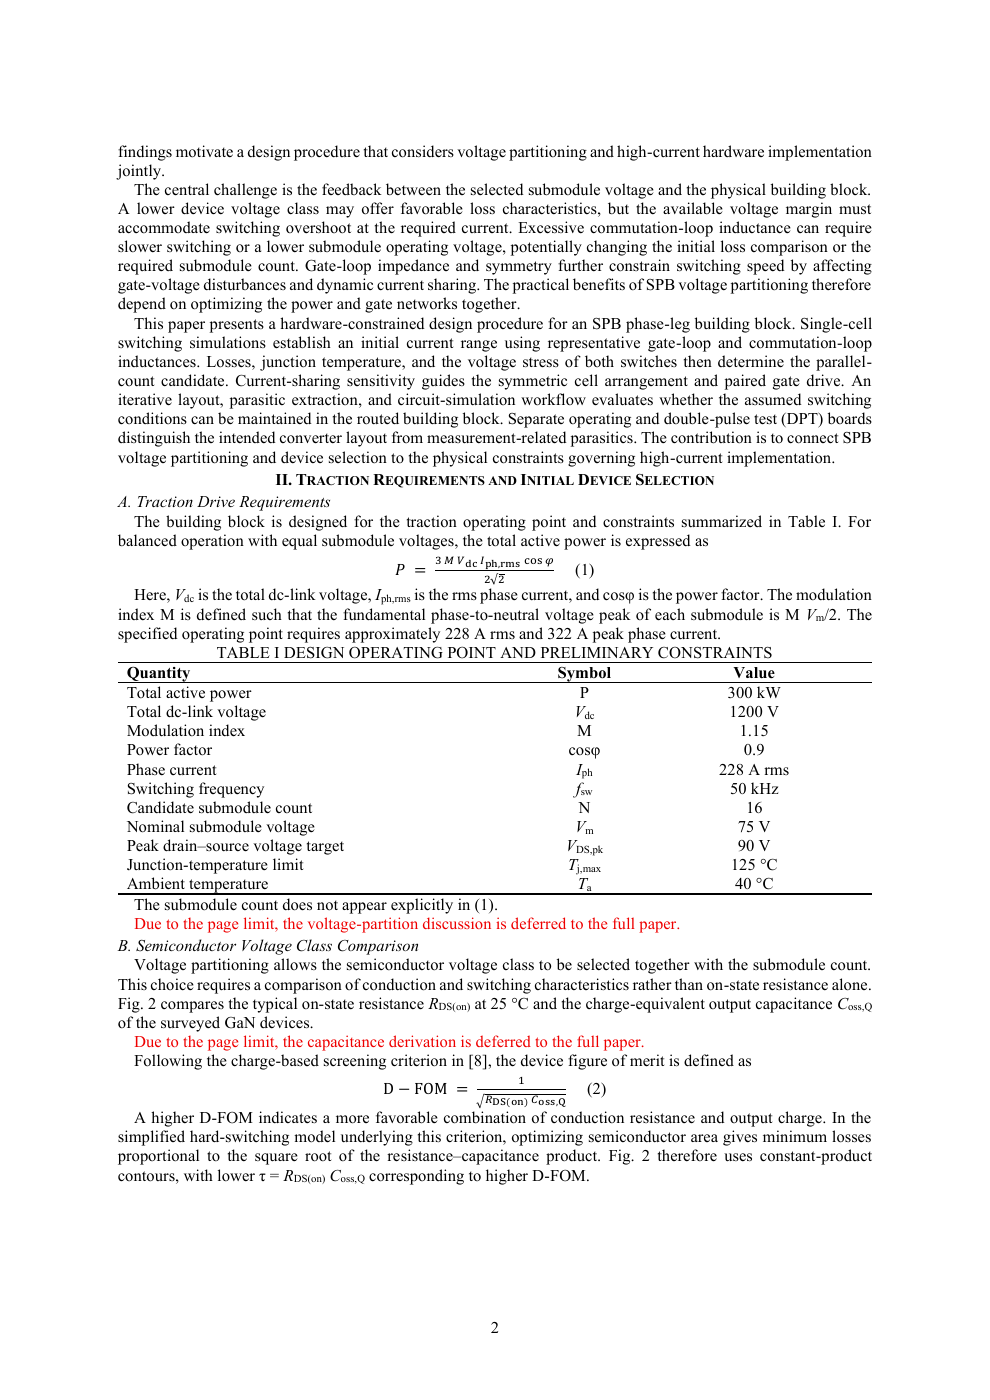 findings motivate a design procedure that considers voltage partitioning and high-current hardware implementation
jointly.
The central challenge is the feedback between the selected submodule voltage and the physical building block.
A lower device voltage class may offer favorable loss characteristics, but the available voltage margin must
accommodate switching overshoot at the required current. Excessive commutation-loop inductance can require
slower switching or a lower submodule operating voltage, potentially changing the initial loss comparison or the
required submodule count. Gate-loop impedance and symmetry further constrain switching speed by affecting
gate-voltage disturbances and dynamic current sharing. The practical benefits of SPB voltage partitioning therefore
depend on optimizing the power and gate networks together.
This paper presents a hardware-constrained design procedure for an SPB phase-leg building block. Single-cell
switching simulations establish an initial current range using representative gate-loop and commutation-loop
inductances. Losses, junction temperature, and the voltage stress of both switches then determine the parallel-
count candidate. Current-sharing sensitivity guides the symmetric cell arrangement and paired gate drive. An
iterative layout, parasitic extraction, and circuit-simulation workflow evaluates whether the assumed switching
conditions can be maintained in the routed building block. Separate operating and double-pulse test (DPT) boards
distinguish the intended converter layout from measurement-related parasitics. The contribution is to connect SPB
voltage partitioning and device selection to the physical constraints governing high-current implementation.
II. TRACTION REQUIREMENTS AND INITIAL DEVICE SELECTION
A. Traction Drive Requirements
The building block is designed for the traction operating point and constraints summarized in Table I. For
balanced operation with equal submodule voltages, the total active power is expressed as
P = 3 M Vdc Iph,rms cos φ / 2√2 (1)
Here, Vdc is the total dc-link voltage, Iph,rms is the rms phase current, and cosφ is the power factor. The modulation
index M is defined such that the fundamental phase-to-neutral voltage peak of each submodule is M Vm/2. The
specified operating point requires approximately 228 A rms and 322 A peak phase current.
TABLE I DESIGN OPERATING POINT AND PRELIMINARY CONSTRAINTS
Quantity Symbol Value
Total active power P 300 kW
Total dc-link voltage Vdc 1200 V
Modulation index M 1.15
Power factor cosφ 0.9
Phase current Iph 228 A rms
Switching frequency fsw 50 kHz
Candidate submodule count N 16
Nominal submodule voltage Vm 75 V
Peak drain–source voltage target VDS,pk 90 V
Junction-temperature limit Tj,max 125 °C
Ambient temperature Ta 40 °C
The submodule count does not appear explicitly in (1).
Due to the page limit, the voltage-partition discussion is deferred to the full paper.
B. Semiconductor Voltage Class Comparison
Voltage partitioning allows the semiconductor voltage class to be selected together with the submodule count.
This choice requires a comparison of conduction and switching characteristics rather than on-state resistance alone.
Fig. 2 compares the typical on-state resistance RDS(on) at 25 °C and the charge-equivalent output capacitance Coss,Q
of the surveyed GaN devices.
Due to the page limit, the capacitance derivation is deferred to the full paper.
Following the charge-based screening criterion in [8], the device figure of merit is defined as
D − FOM = 1 / √RDS(on) Coss,Q (2)
A higher D-FOM indicates a more favorable combination of conduction resistance and output charge. In the
simplified hard-switching model underlying this criterion, optimizing semiconductor area gives minimum losses
proportional to the square root of the resistance–capacitance product. Fig. 2 therefore uses constant-product
contours, with lower τ = RDS(on) Coss,Q corresponding to higher D-FOM.
2